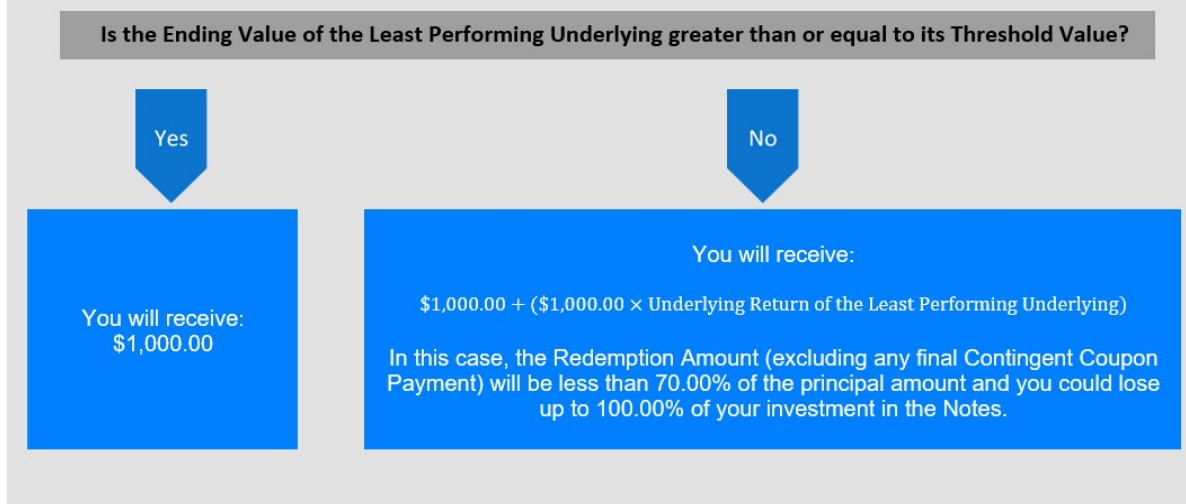 Is the Ending Value of the Least Performing Underlying greater than or equal to its Threshold Value?
Yes
No
You will receive:
$1,000.00
You will receive:
$1,000.00 + ($1,000.00 × Underlying Return of the Least Performing Underlying)
In this case, the Redemption Amount (excluding any final Contingent Coupon
Payment) will be less than 70.00% of the principal amount and you could lose
up to 100.00% of your investment in the Notes.